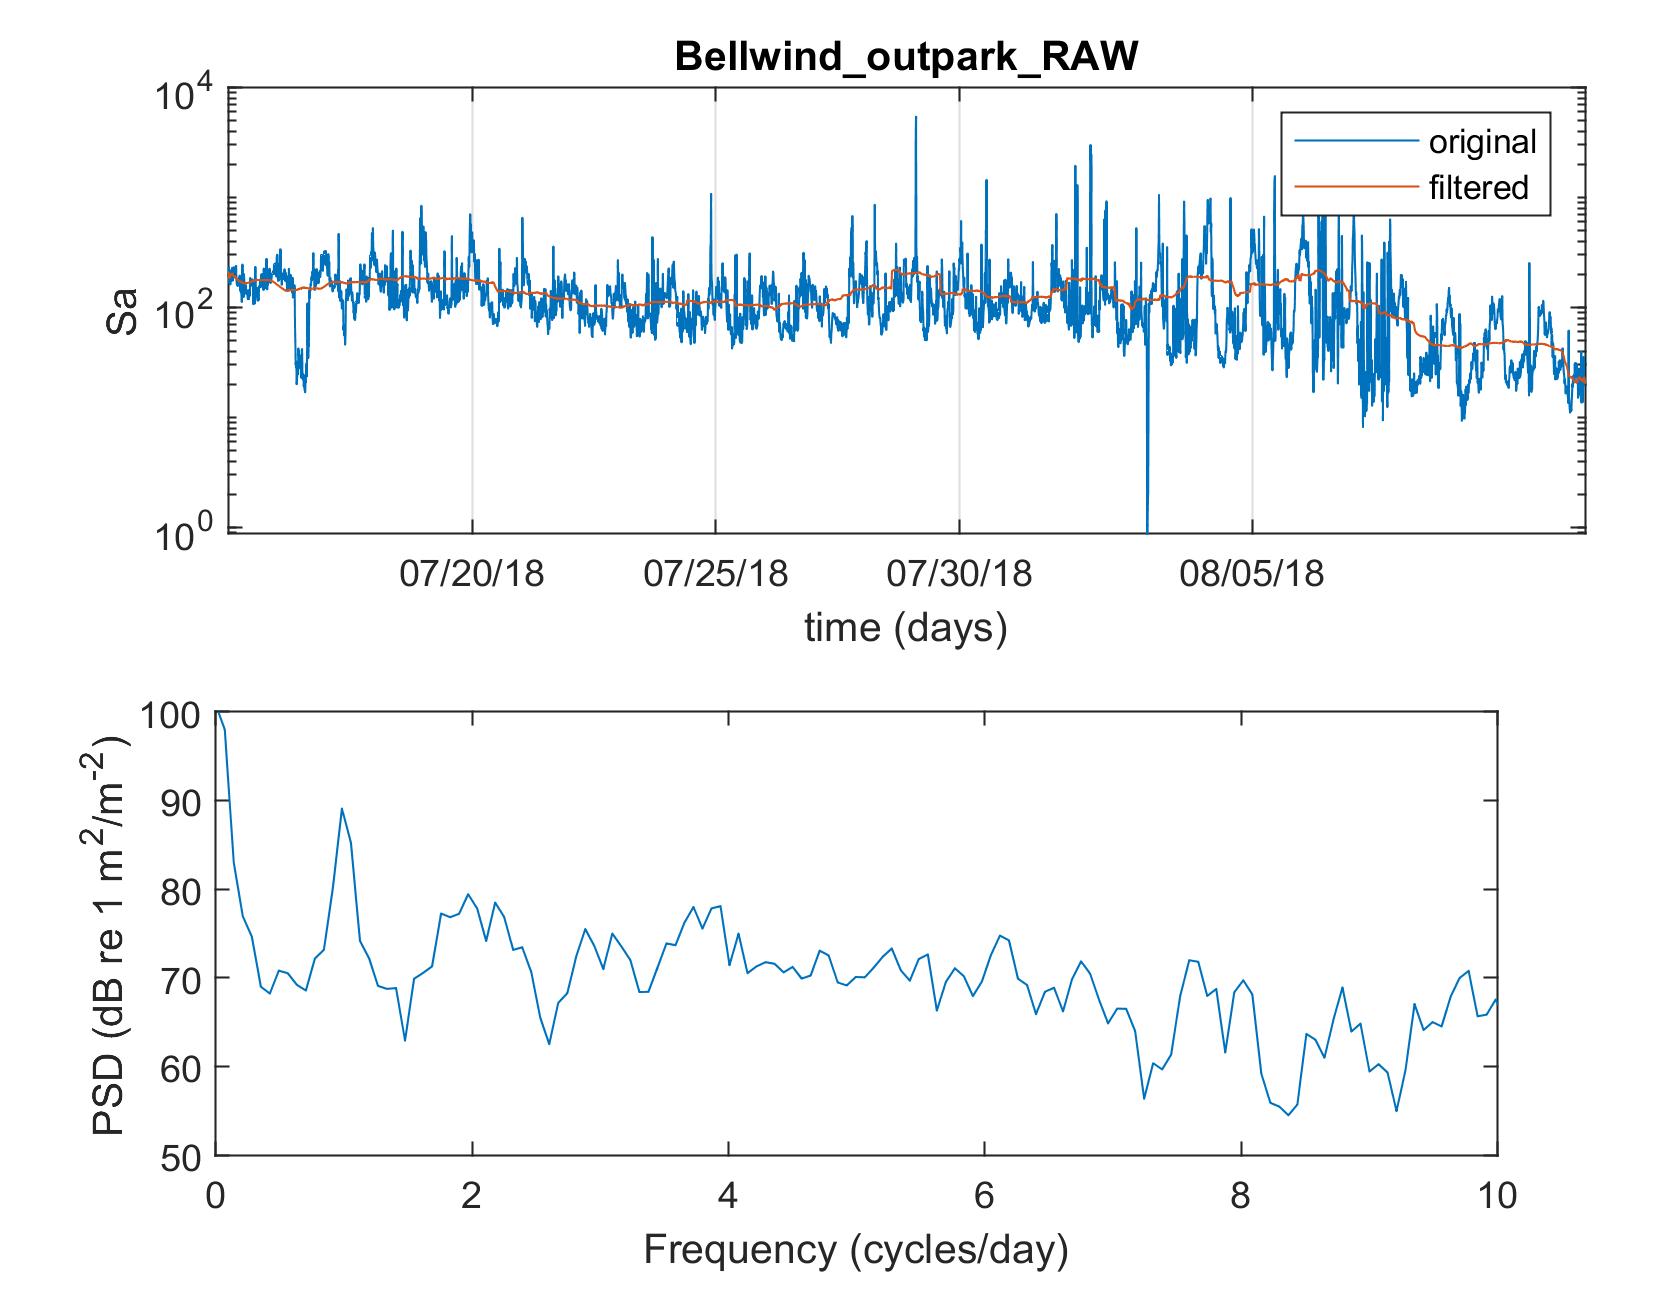 Bellwind_outpark_RAW
10^4
10^2
10^0
Sa
original
filtered
07/20/18 07/25/18 07/30/18 08/05/18
time (days)
100
90
80
70
60
50
PSD (dB re 1 m^2/m^-2)
0 2 4 6 8 10
Frequency (cycles/day)